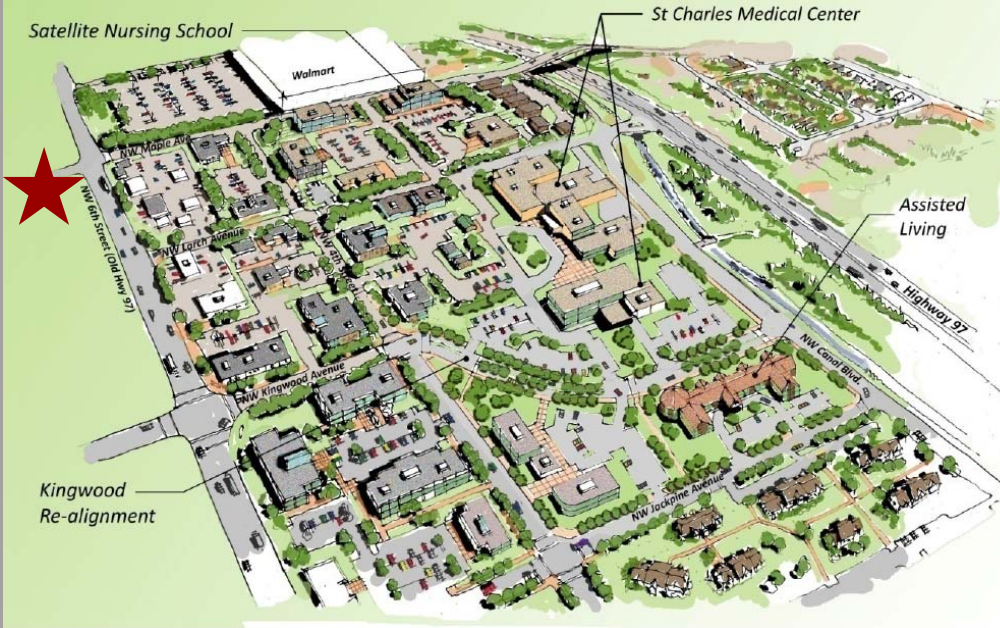 St Charles Medical Center
Satellite Nursing School
Walmart
NW Maple Ave
NW 6th Street (Old Hwy 97)
Assisted
Living
NW Larch Avenue
Highway 97
NW Canal Blvd.
NW Kingwood Avenue
Kingwood
Re-alignment
NW Jackpine Avenue